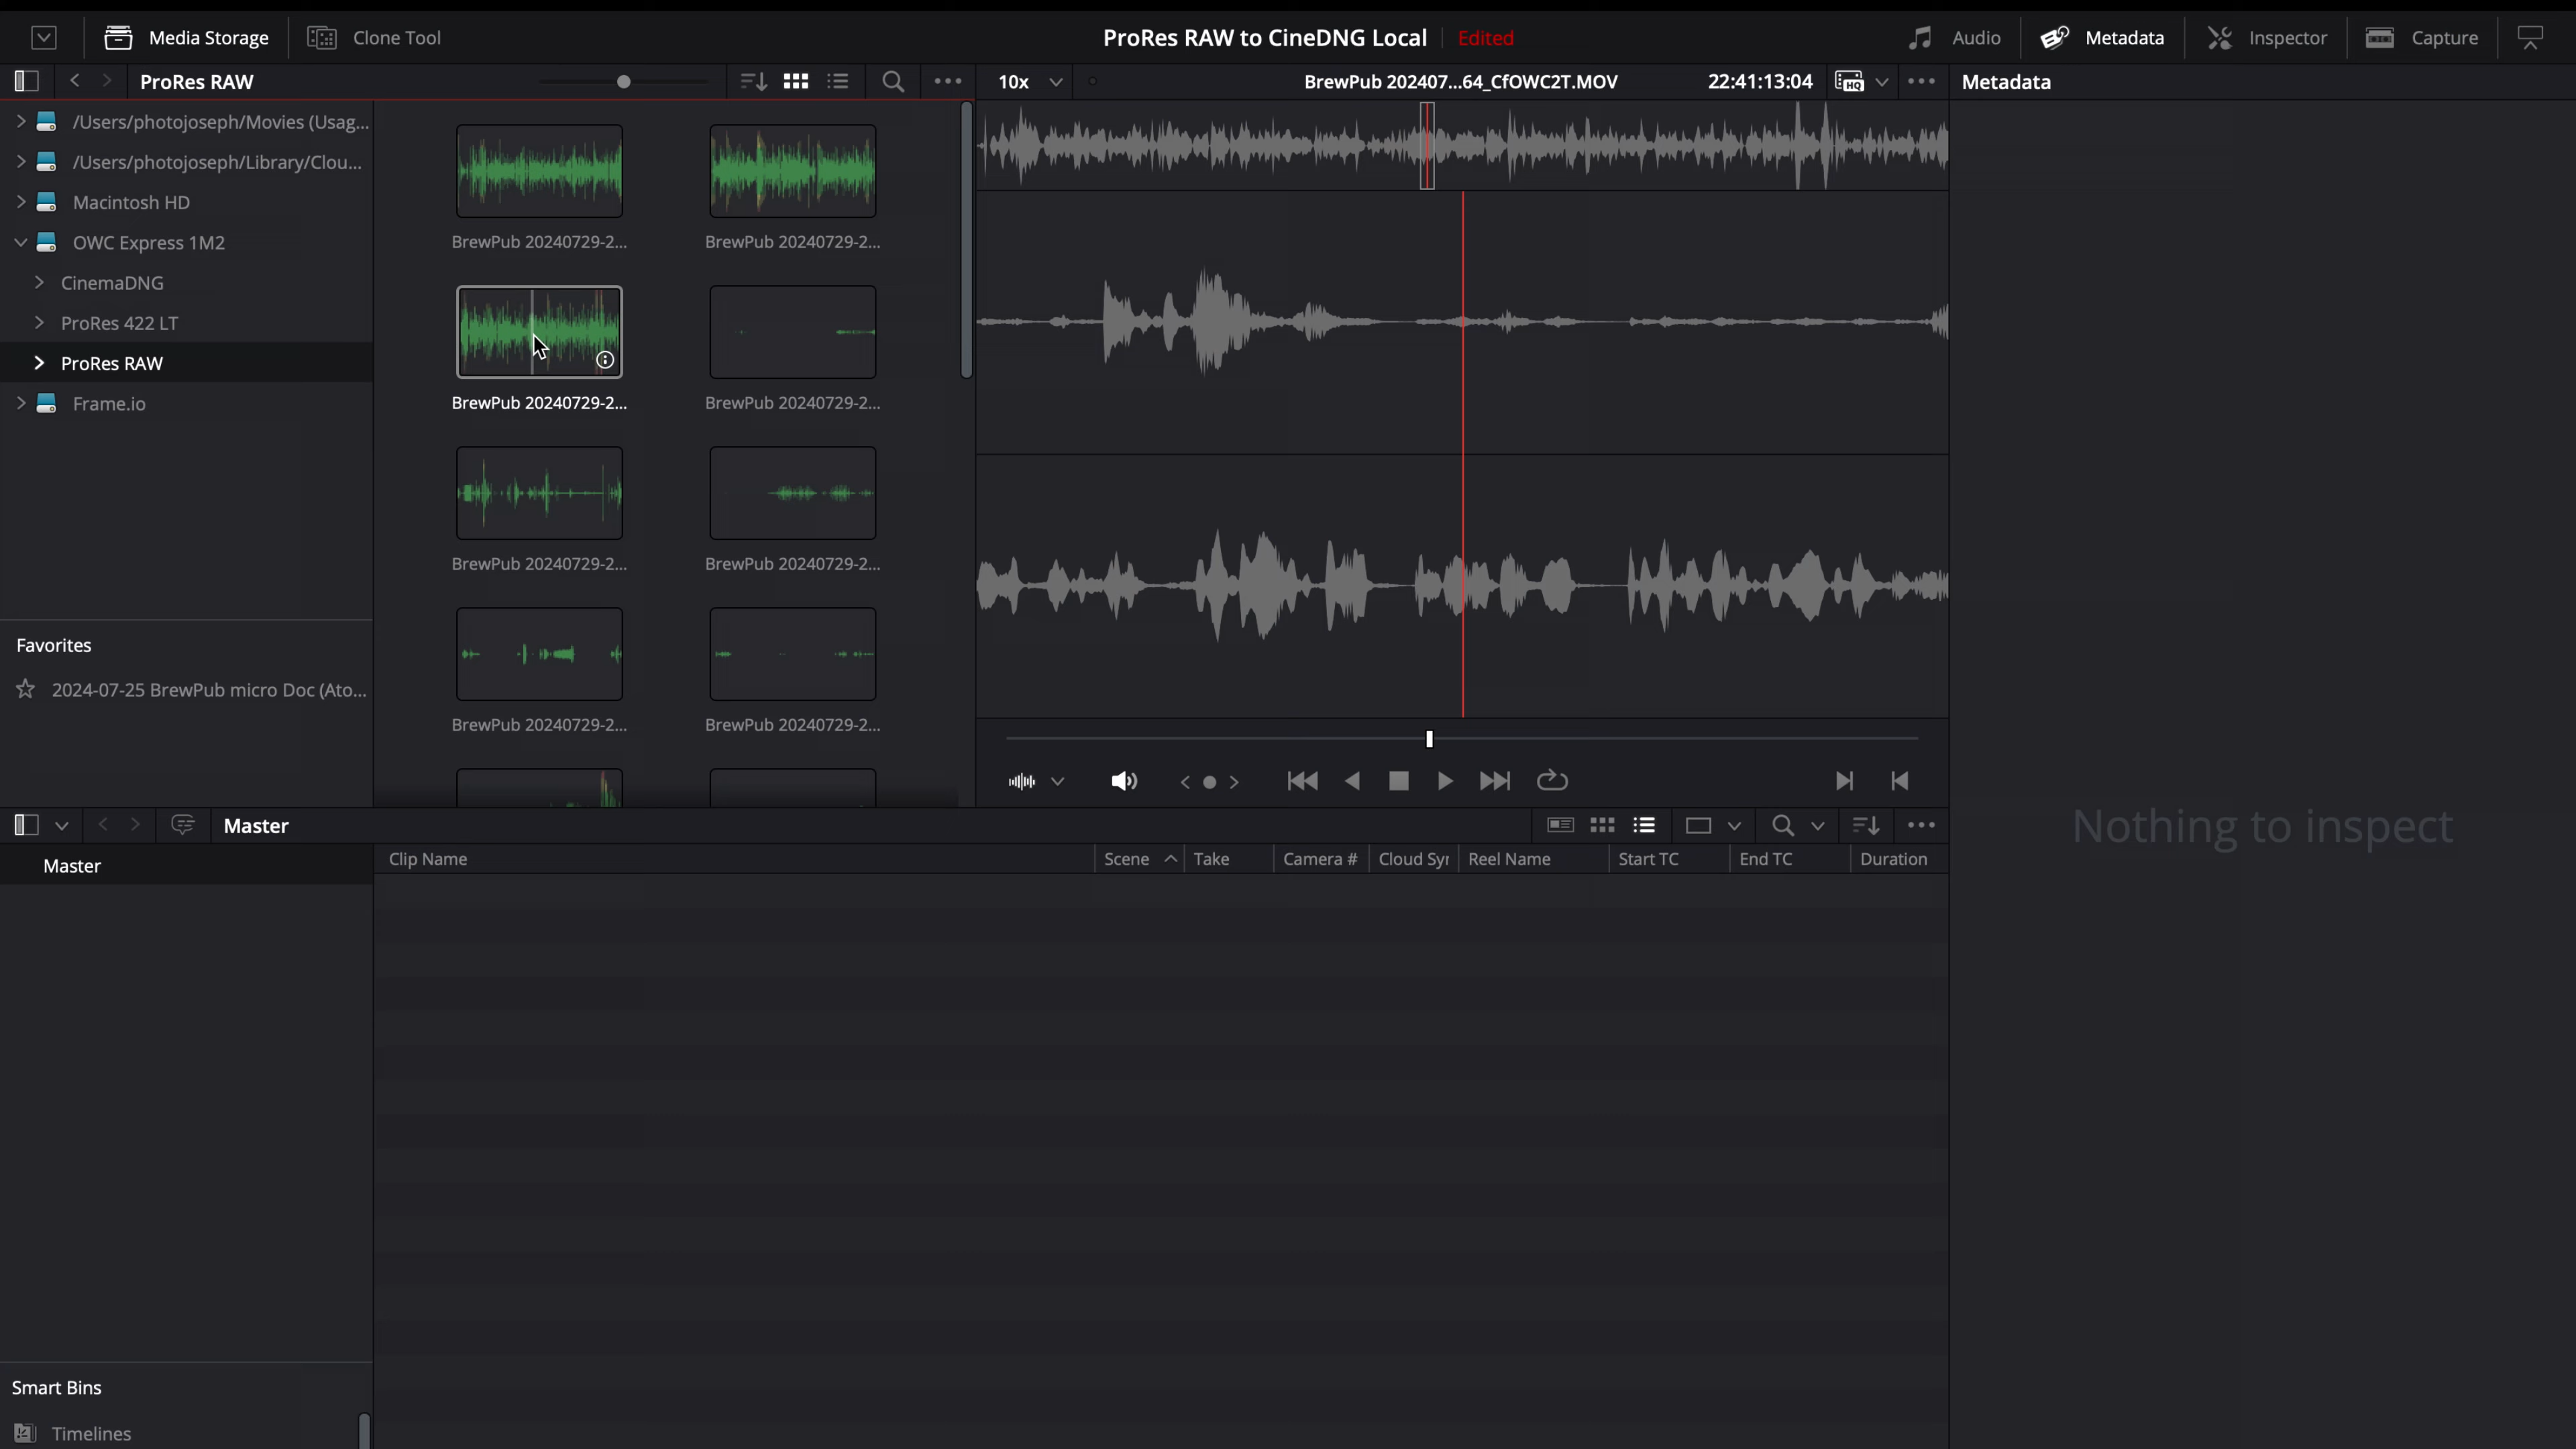 Media Storage
Clone Tool
ProRes RAW to CineDNG Local
Edited
Audio
Metadata
Inspector
Capture
ProRes RAW
10x
BrewPub 202407...64_CfOWC2T.MOV
22:41:13:04
HQ
Metadata
/Users/photojoseph/Movies (Usag...
/Users/photojoseph/Library/Clou...
Macintosh HD
OWC Express 1M2
CinemaDNG
ProRes 422 LT
ProRes RAW
Frame.io
BrewPub 20240729-2...
BrewPub 20240729-2...
BrewPub 20240729-2...
BrewPub 20240729-2...
BrewPub 20240729-2...
BrewPub 20240729-2...
BrewPub 20240729-2...
BrewPub 20240729-2...
Favorites
2024-07-25 BrewPub micro Doc (Ato...
Master
Master
Clip Name
Scene
Take
Camera #
Cloud Syr
Reel Name
Start TC
End TC
Duration
Nothing to inspect
Smart Bins
Timelines